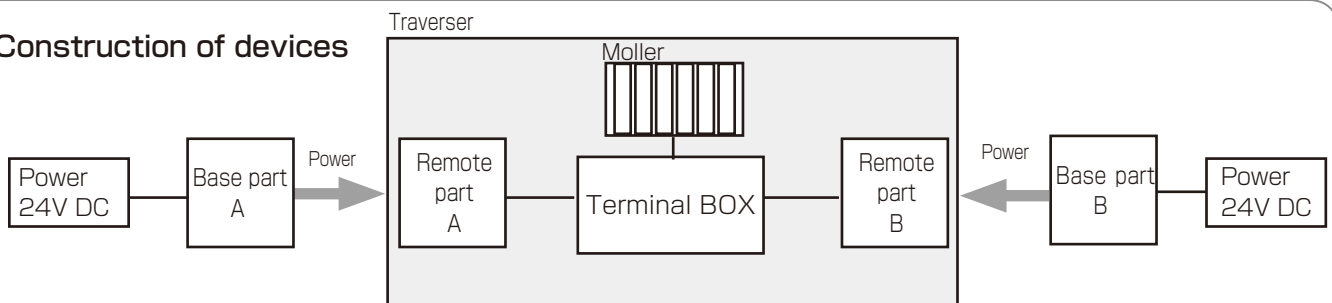 Construction of devices
Traverser
Moller
Power
24V DC
Base part
A
Power
Remote
part
A
Terminal BOX
Remote
part
B
Power
Base part
B
Power
24V DC